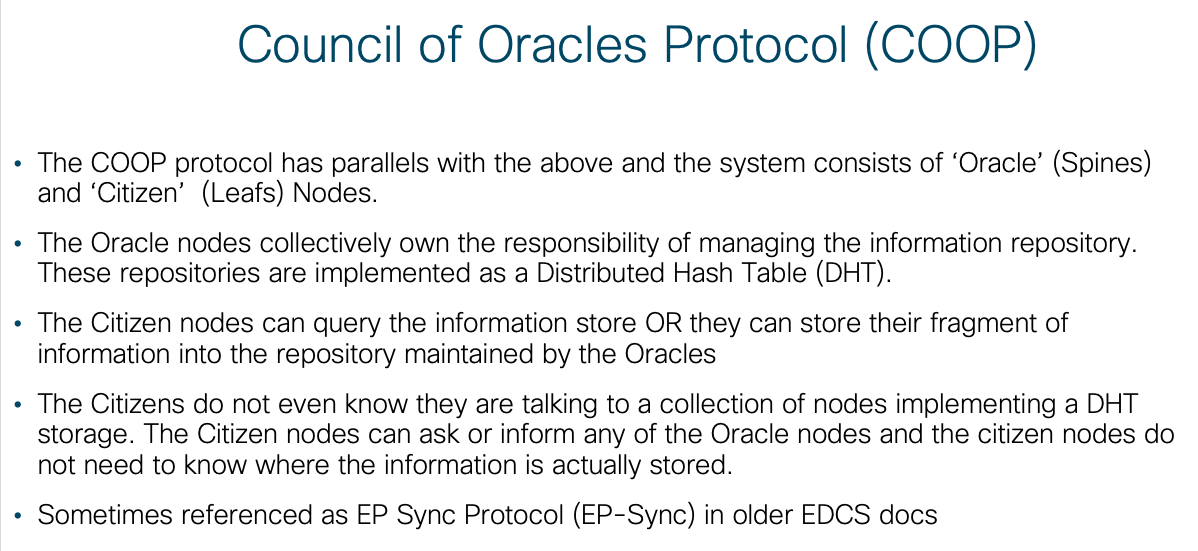 Council of Oracles Protocol (COOP)
• The COOP protocol has parallels with the above and the system consists of ‘Oracle’ (Spines)
and ‘Citizen’  (Leafs) Nodes.
• The Oracle nodes collectively own the responsibility of managing the information repository.
These repositories are implemented as a Distributed Hash Table (DHT).
• The Citizen nodes can query the information store OR they can store their fragment of
information into the repository maintained by the Oracles
• The Citizens do not even know they are talking to a collection of nodes implementing a DHT
storage. The Citizen nodes can ask or inform any of the Oracle nodes and the citizen nodes do
not need to know where the information is actually stored.
• Sometimes referenced as EP Sync Protocol (EP-Sync) in older EDCS docs